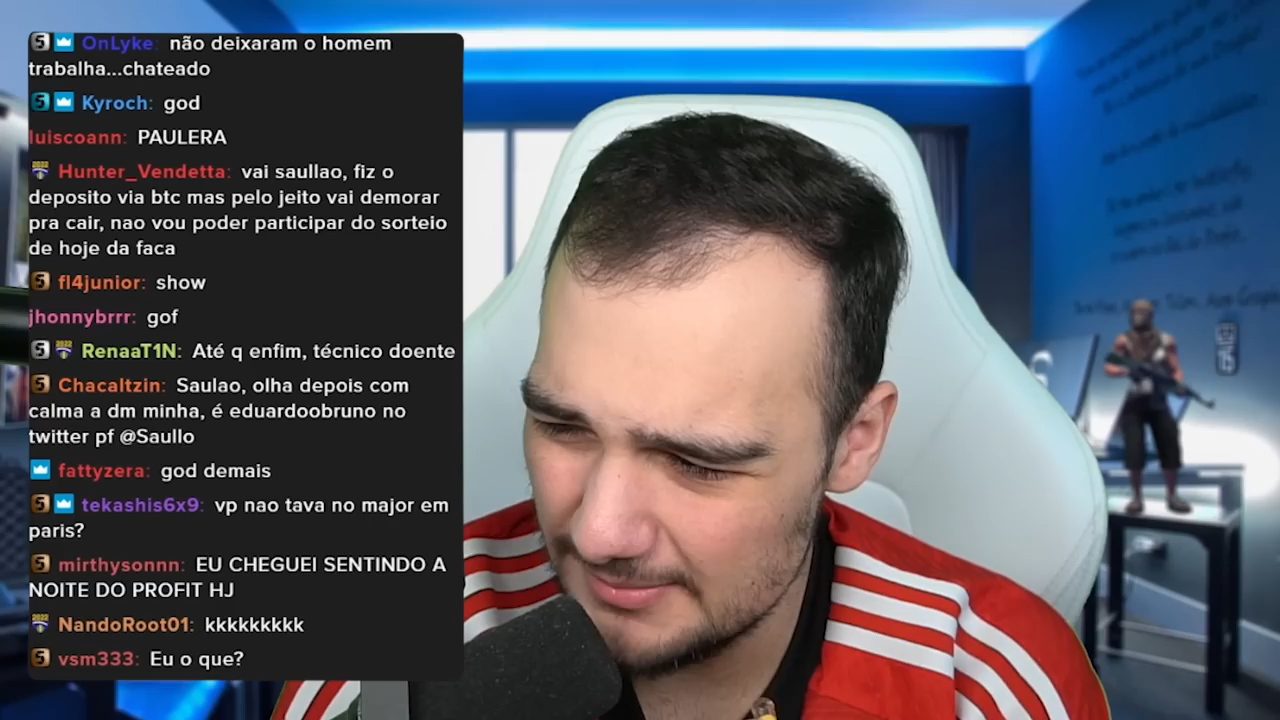 OnLyke: não deixaram o homem
trabalha...chateado
Kyroch: god
luiscoann: PAULERA
Hunter_Vendetta: vai saullao, fiz o
deposito via btc mas pelo jeito vai demorar
pra cair, nao vou poder participar do sorteio
de hoje da faca
fl4junior: show
jhonnybrrr: gof
RenaaT1N: Até q enfim, técnico doente
Chacaltzin: Saulao, olha depois com
calma a dm minha, é eduardoobruno no
twitter pf @Saullo
fattyzera: god demais
tekashis6x9: vp nao tava no major em
paris?
mirthysonnn: EU CHEGUEI SENTINDO A
NOITE DO PROFIT HJ
NandoRoot01: kkkkkkkkk
vsm333: Eu o que?